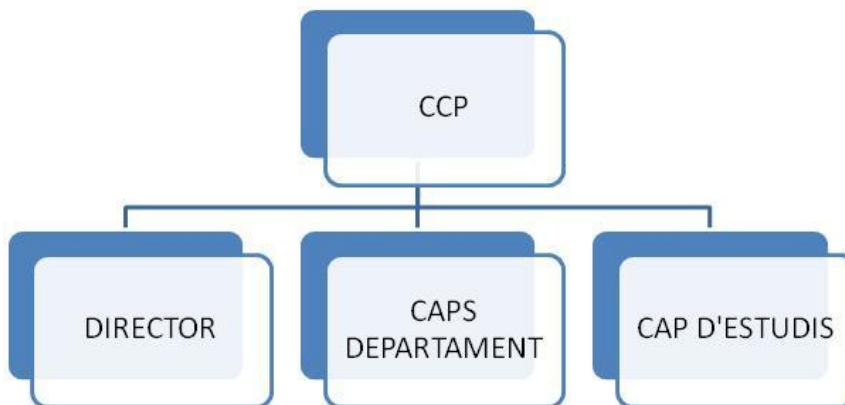 CCP
DIRECTOR
CAPS
DEPARTAMENT
CAP D'ESTUDIS